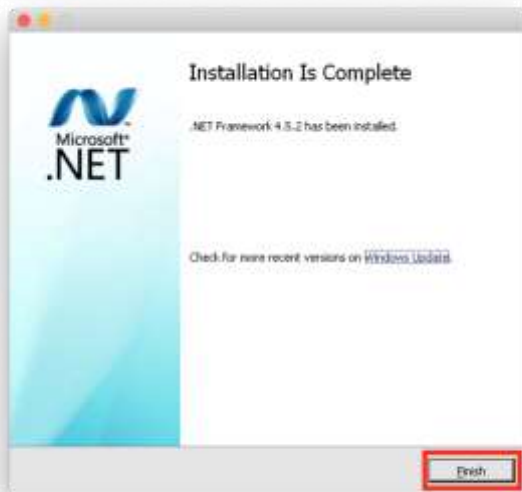 Installation Is Complete
Microsoft®
.NET
.NET Framework 4.5.2 has been installed.
Check for more recent versions on Windows Update.
Finish